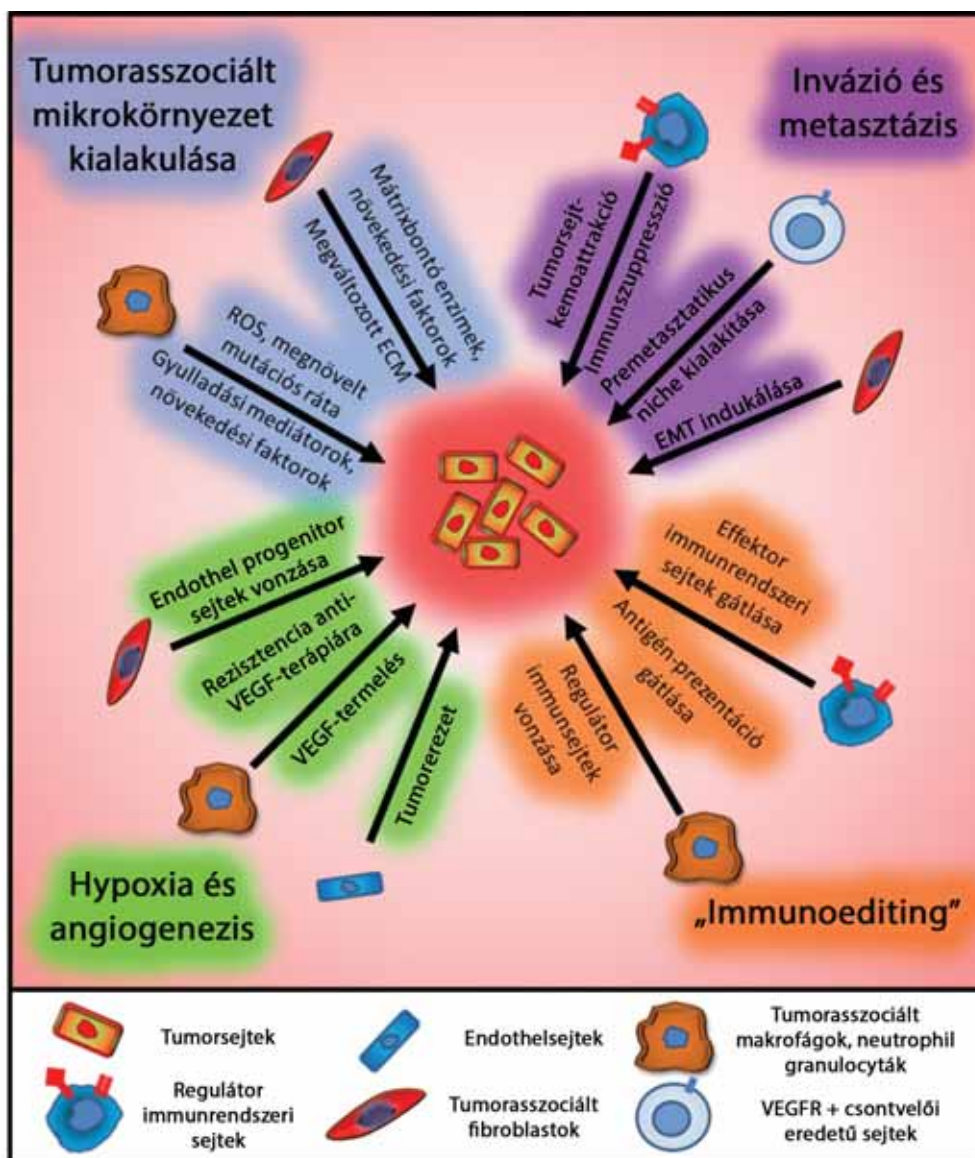 Tumorasszociált
mikrokörnyezet
kialakulása
Invázió és
metasztázis
Mátrixbontó enzimek,
növekedési faktorok
Megváltozott ECM
ROS, megnövelt
mutációs ráta
Gyulladási mediátorok,
növekedési faktorok
Tumorsejt-
kemoattrakció
Immunszuppresszió
Premetasztatikus
niche kialakítása
EMT indukálása
Endothel progenitor
sejtek vonzása
Rezisztencia anti-
VEGF-terápiára
VEGF-termelés
Tumorerezet
Effektor
immunrendszeri
sejtek gátlása
Antigén-prezentáció
gátlása
Regulátor
immunsejtek
vonzása
Hypoxia és
angiogenezis
„Immunoediting”
Tumorsejtek
Endothelsejtek
Tumorasszociált
makrofágok, neutrophil
granulocyták
Regulátor
immunrendszeri
sejtek
Tumorasszociált
fibroblastok
VEGFR + csontvelői
eredetű sejtek